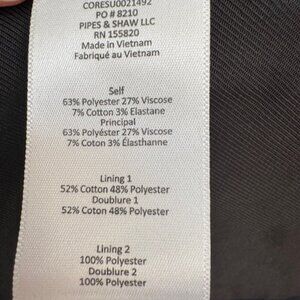 CORESU0021492
PO # 8210
PIPES & SHAW LLC
RN 155820
Made in Vietnam
Fabriqué au Vietnam
Self
63% Polyester 27% Viscose
7% Cotton 3% Elastane
Principal
63% Polyéster 27% Viscose
7% Coton 3% Élasthanne
Lining 1
52% Cotton 48% Polyester
Doublure 1
52% Coton 48% Polyester
Lining 2
100% Polyester
Doublure 2
100% Polyester